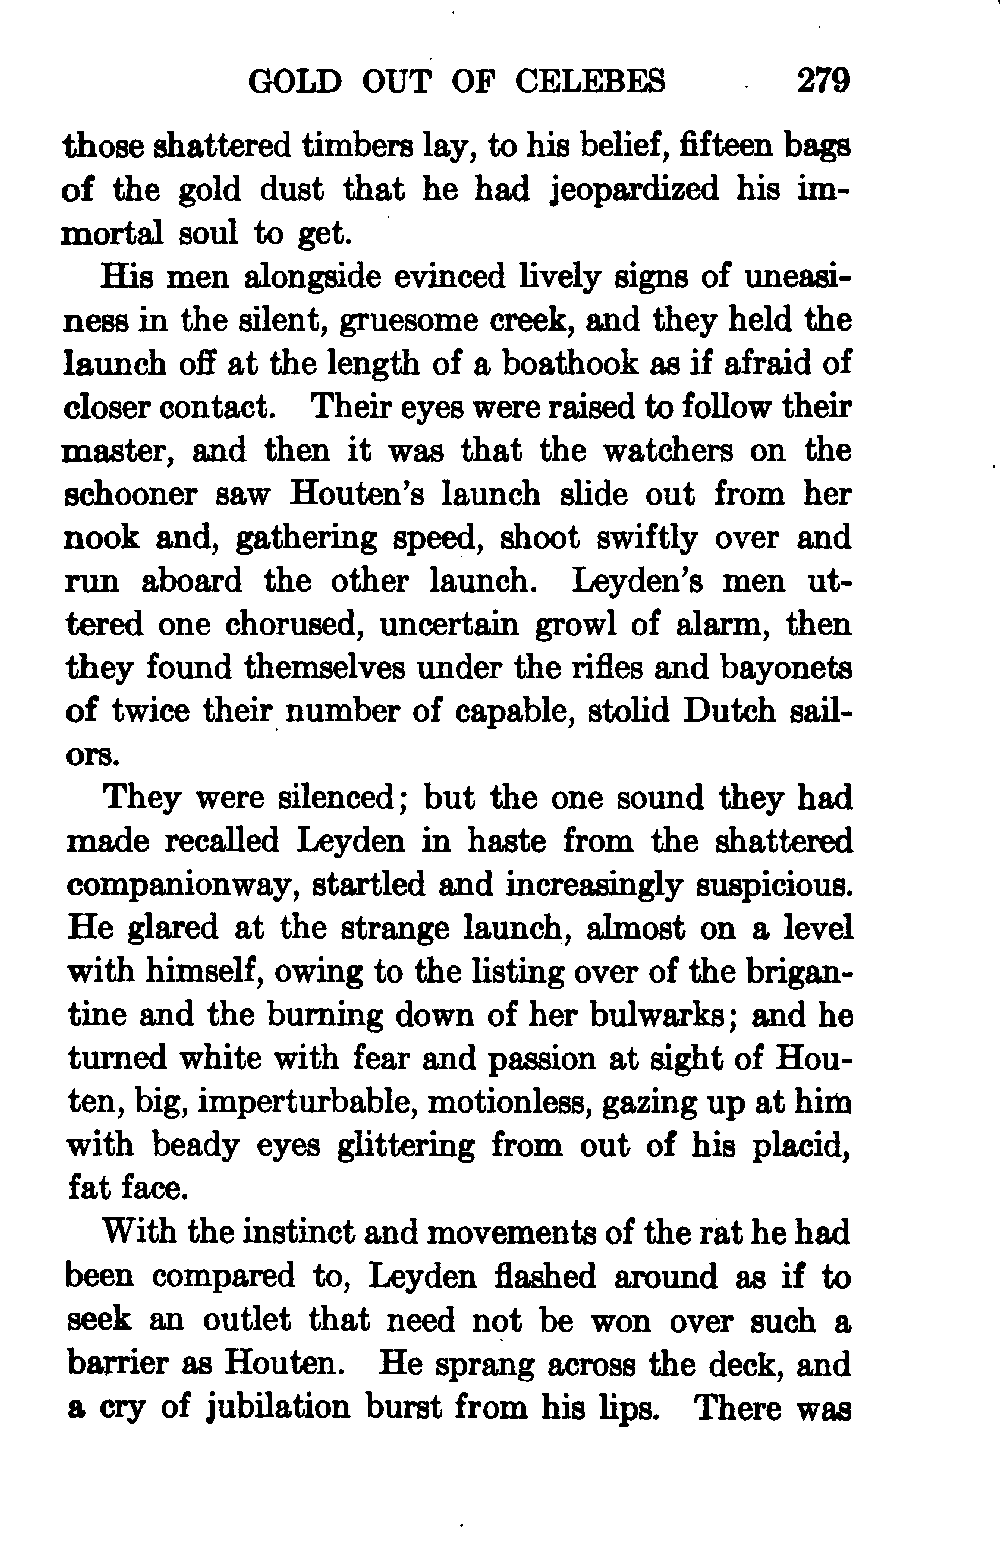 GOLD OUT OF CELEBES 279
those shattered timbers lay, to his belief, fifteen bags
of the gold dust that he had jeopardized his im-
mortal soul to get.
His men alongside evinced lively signs of uneasi-
ness in the silent, gruesome creek, and they held the
launch off at the length of a boathook as if afraid of
closer contact. Their eyes were raised to follow their
master, and then it was that the watchers on the
schooner saw Houten's launch slide out from her
nook and, gathering speed, shoot swiftly over and
run aboard the other launch. Leyden's men ut-
tered one chorused, uncertain growl of alarm, then
they found themselves under the rifles and bayonets
of twice their number of capable, stolid Dutch sail-
ors.
They were silenced; but the one sound they had
made recalled Leyden in haste from the shattered
companionway, startled and increasingly suspicious.
He glared at the strange launch, almost on a level
with himself, owing to the listing over of the brigan-
tine and the burning down of her bulwarks; and he
turned white with fear and passion at sight of Hou-
ten, big, imperturbable, motionless, gazing up at him
with beady eyes glittering from out of his placid,
fat face.
With the instinct and movements of the rat he had
been compared to, Leyden flashed around as if to
seek an outlet that need not be won over such a
barrier as Houten. He sprang across the deck, and
a cry of jubilation burst from his lips. There was